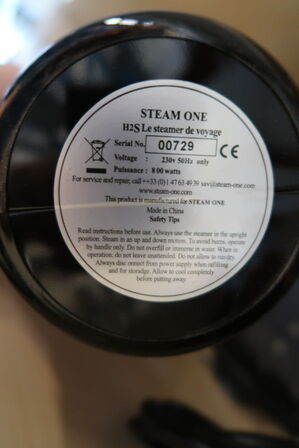 STEAM ONE
H2S Le steamer de voyage
Serial No. 00729
Voltage : 230v 50Hz only
Puissance : 800 watts
For service and repair, call +33 (0) 1 47 63 49 39 sav@steam-one.com
www.steam-one.com
This product is manufactured for STEAM ONE
Made in China
Safety Tips
Read instructions before use. Always use the steamer in the upright
position. Steam in an up and down motion. To avoid burns, operate
by handle only. Do not overfill or immerse in water. When in
operation; do not leave unattended. Do not allow to run dry.
Always disc onnect from power supply when refilling
and for storadge. Allow to cool completely
before putting away.